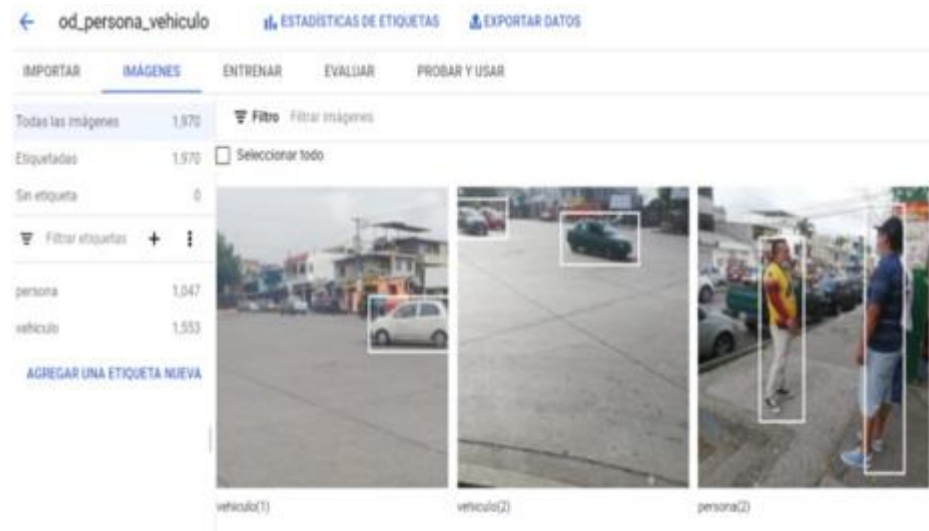 od_persona_vehiculo ESTADÍSTICAS DE ETIQUETAS EXPORTAR DATOS
IMPORTAR IMÁGENES ENTRENAR EVALUAR PROBAR Y USAR
Todas las imágenes 1,970
Filtro Filtrar imágenes
Etiquetadas 1,970
Seleccionar todo
Sin etiqueta 0
Filtrar etiquetas
persona 1,047
vehiculo 1,553
AGREGAR UNA ETIQUETA NUEVA
vehiculo(1) vehiculo(2) persona(2)